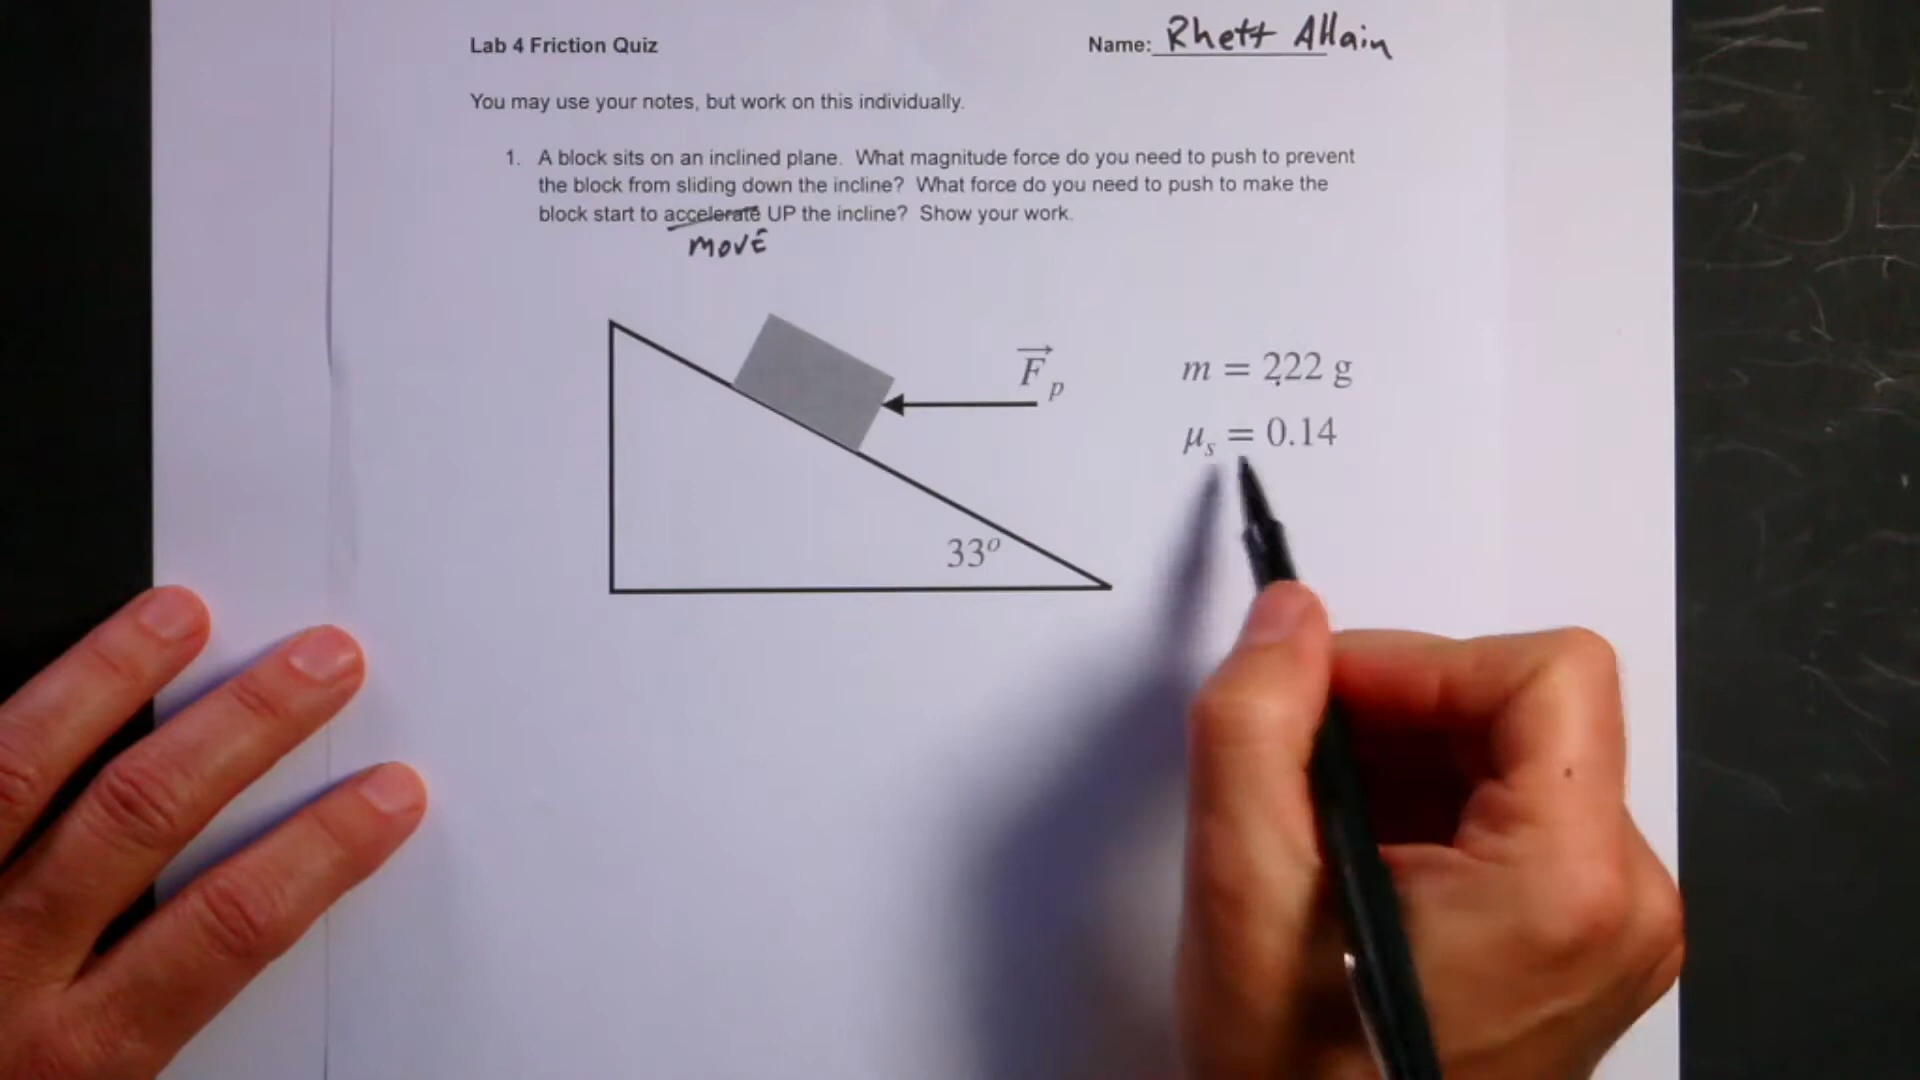 Lab 4 Friction Quiz
Name: Rhett Allain
You may use your notes, but work on this individually.
1. A block sits on an inclined plane. What magnitude force do you need to push to prevent
the block from sliding down the incline? What force do you need to push to make the
block start to accelerate UP the incline? Show your work.
move
F⃗p
m = 222 g
μs = 0.14
33º